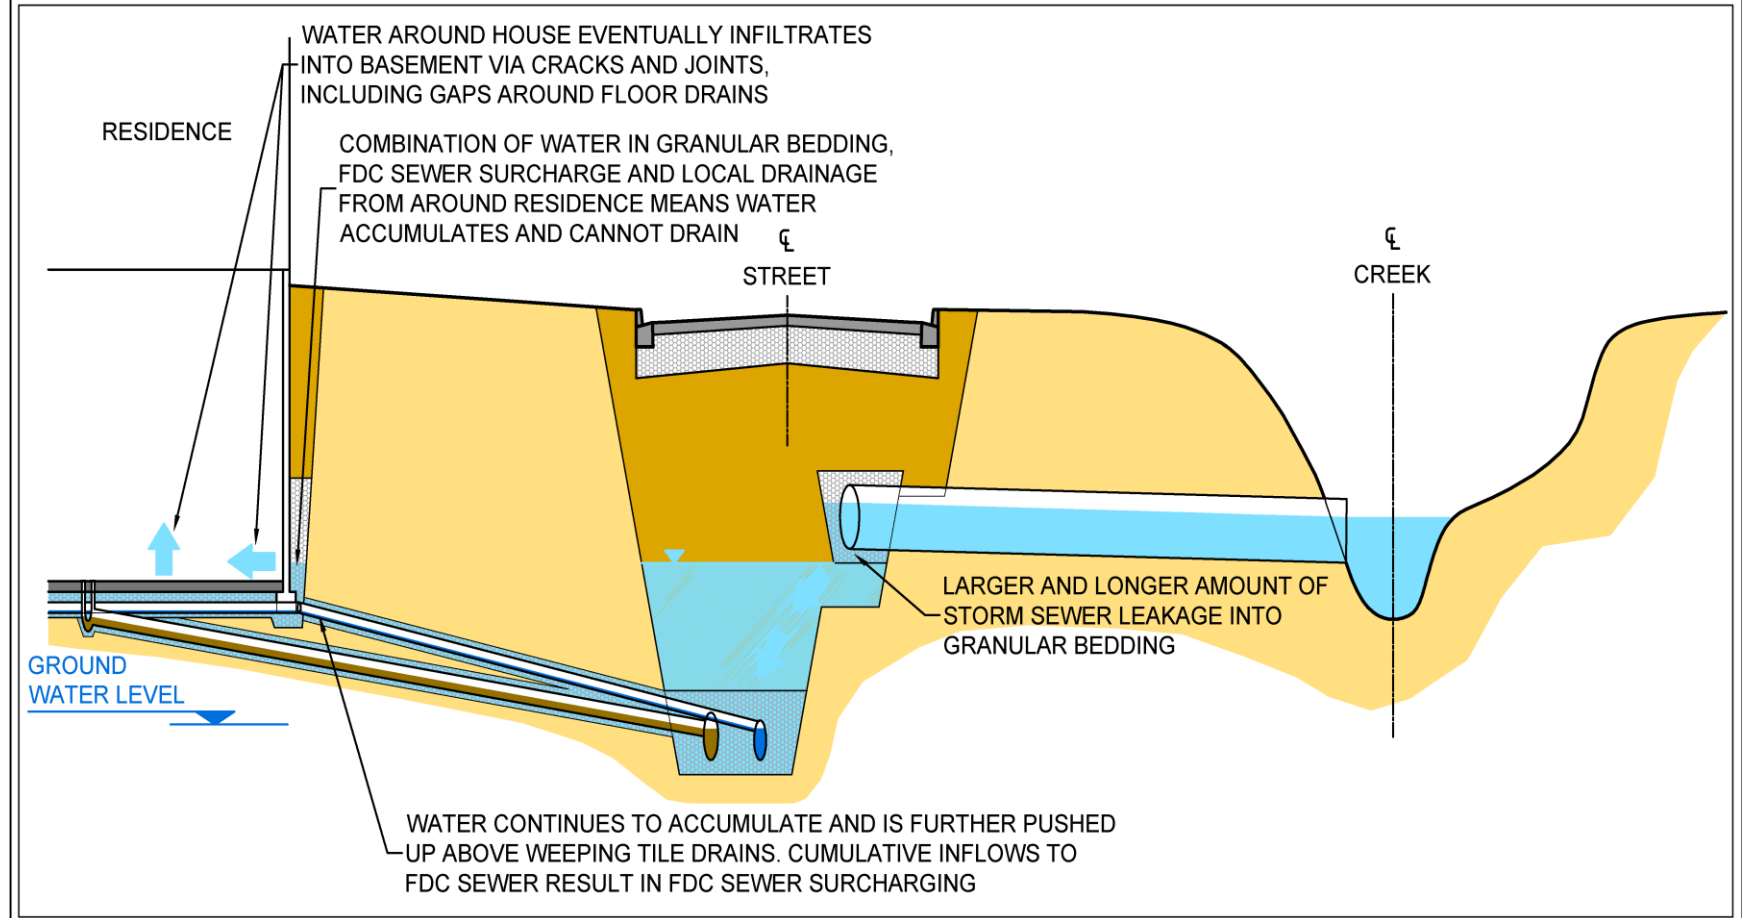 WATER AROUND HOUSE EVENTUALLY INFILTRATES
INTO BASEMENT VIA CRACKS AND JOINTS,
INCLUDING GAPS AROUND FLOOR DRAINS
RESIDENCE
COMBINATION OF WATER IN GRANULAR BEDDING,
FDC SEWER SURCHARGE AND LOCAL DRAINAGE
FROM AROUND RESIDENCE MEANS WATER
ACCUMULATES AND CANNOT DRAIN
℄
STREET
℄
CREEK
LARGER AND LONGER AMOUNT OF
STORM SEWER LEAKAGE INTO
GRANULAR BEDDING
GROUND
WATER LEVEL
WATER CONTINUES TO ACCUMULATE AND IS FURTHER PUSHED
UP ABOVE WEEPING TILE DRAINS. CUMULATIVE INFLOWS TO
FDC SEWER RESULT IN FDC SEWER SURCHARGING